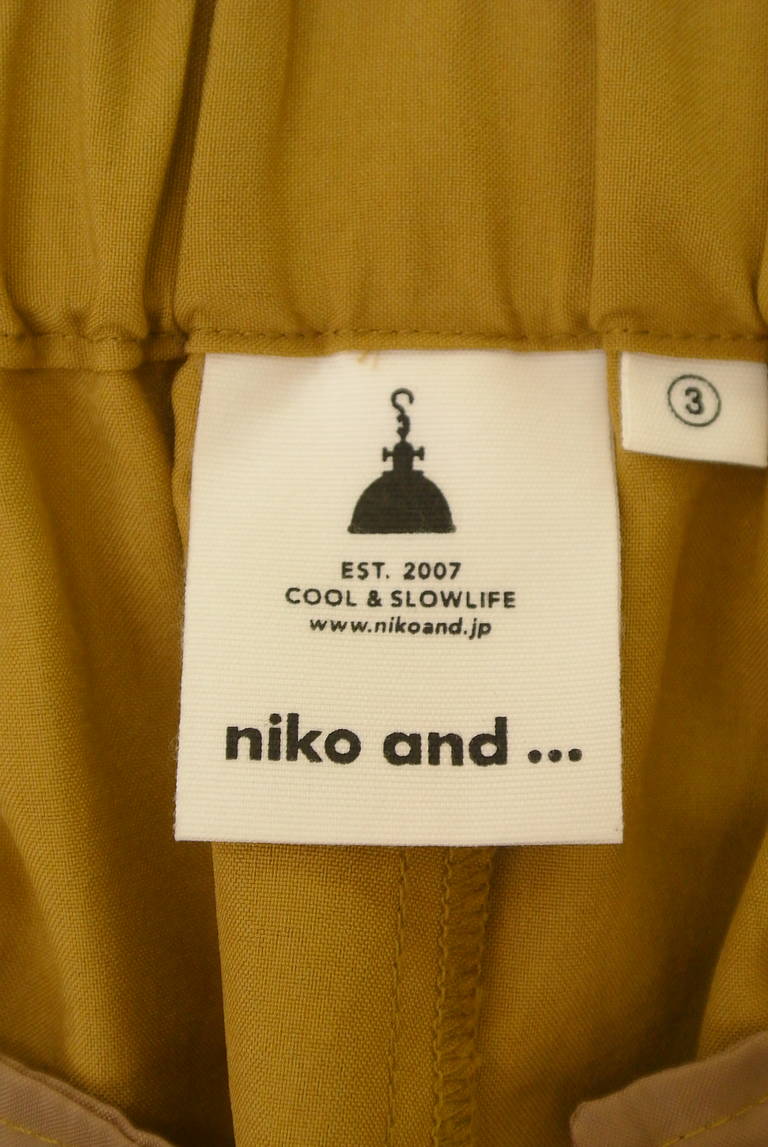 3
EST. 2007
COOL & SLOWLIFE
www.nikoand.jp
niko and ...